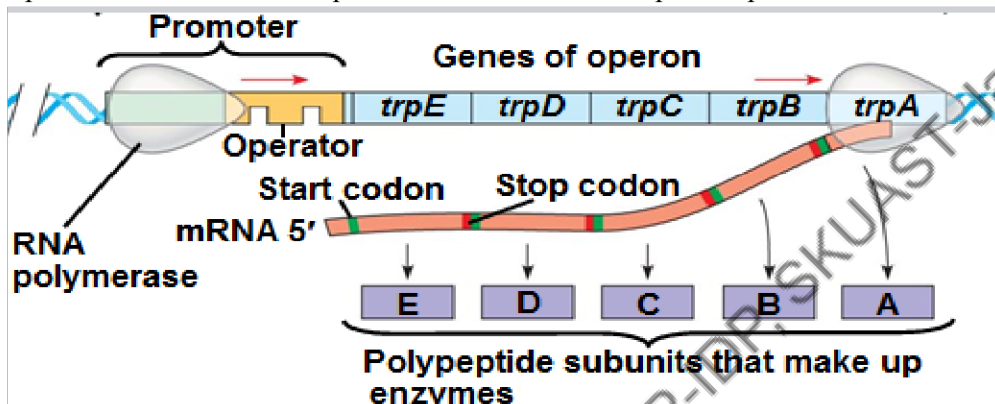 Promoter
Genes of operon
trpE trpD trpC trpB trpA
Operator
Start codon
Stop codon
mRNA 5′
RNA
polymerase
E D C B A
Polypeptide subunits that make up
enzymes